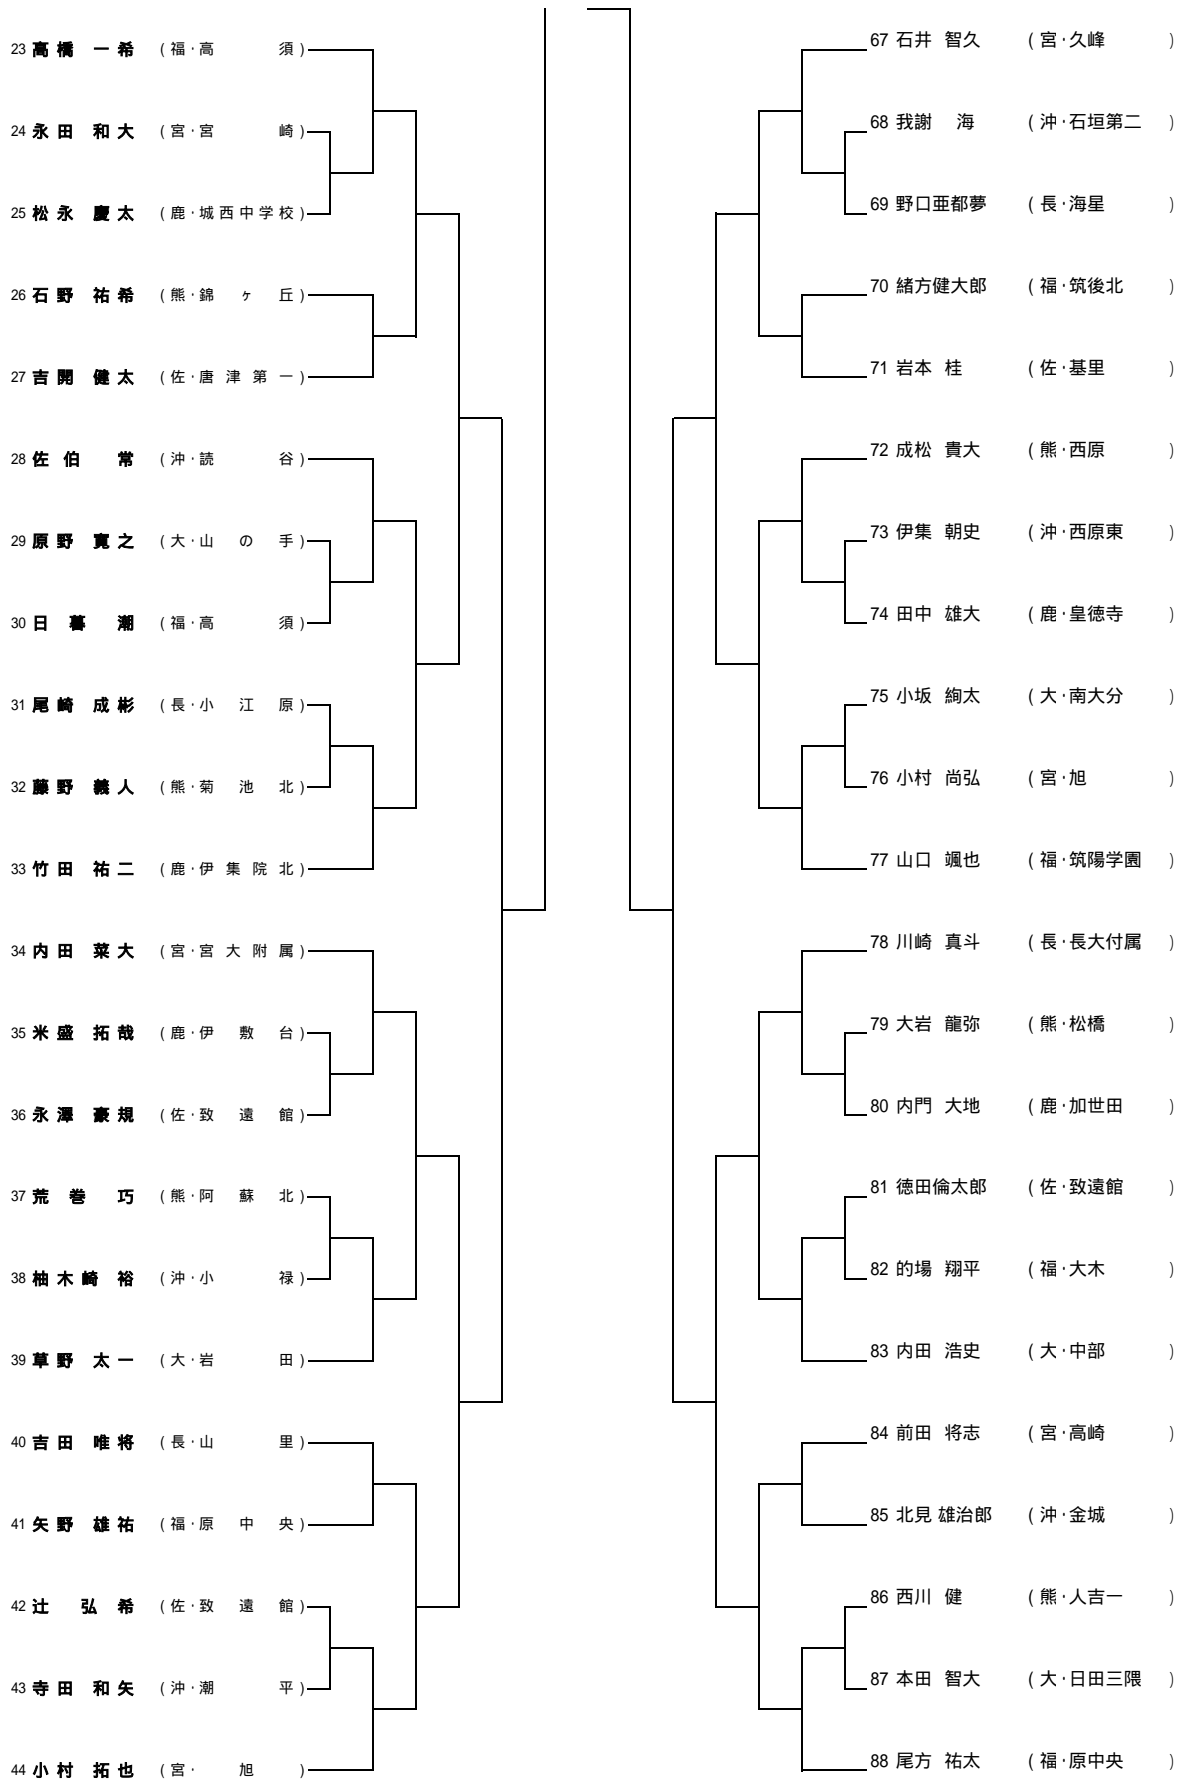 23 高橋 一希 (福·高須)
24 永田 和大 (宮·宮崎)
25 松永 慶太 (鹿·城西中学校)
26 石野 祐希 (熊·錦ヶ丘)
27 吉開 健太 (佐·唐津第一)
28 佐伯 常 (沖·読谷)
29 原野 寛之 (大·山の手)
30 日暮 潮 (福·高須)
31 尾崎 成彬 (長·小江原)
32 藤野 義人 (熊·菊池北)
33 竹田 祐二 (鹿·伊集院北)
34 内田 菜大 (宮·宮大附属)
35 米盛 拓哉 (鹿·伊敷台)
36 永澤 豪規 (佐·致遠館)
37 荒巻 巧 (熊·阿蘇北)
38 柚木崎 裕 (沖·小禄)
39 草野 太一 (大·岩田)
40 吉田 唯将 (長·山里)
41 矢野 雄祐 (福·原中央)
42 辻 弘希 (佐·致遠館)
43 寺田 和矢 (沖·潮平)
44 小村 拓也 (宮·旭)
67 石井 智久 (宮·久峰)
68 我謝 海 (沖·石垣第二)
69 野口亜都夢 (長·海星)
70 緒方健大郎 (福·筑後北)
71 岩本 桂 (佐·基里)
72 成松 貴大 (熊·西原)
73 伊集 朝史 (沖·西原東)
74 田中 雄大 (鹿·皇徳寺)
75 小坂 絢太 (大·南大分)
76 小村 尚弘 (宮·旭)
77 山口 颯也 (福·筑陽学園)
78 川崎 真斗 (長·長大付属)
79 大岩 龍弥 (熊·松橋)
80 内門 大地 (鹿·加世田)
81 徳田倫太郎 (佐·致遠館)
82 的場 翔平 (福·大木)
83 内田 浩史 (大·中部)
84 前田 将志 (宮·高崎)
85 北見 雄治郎 (沖·金城)
86 西川 健 (熊·人吉一)
87 本田 智大 (大·日田三隈)
88 尾方 祐太 (福·原中央)